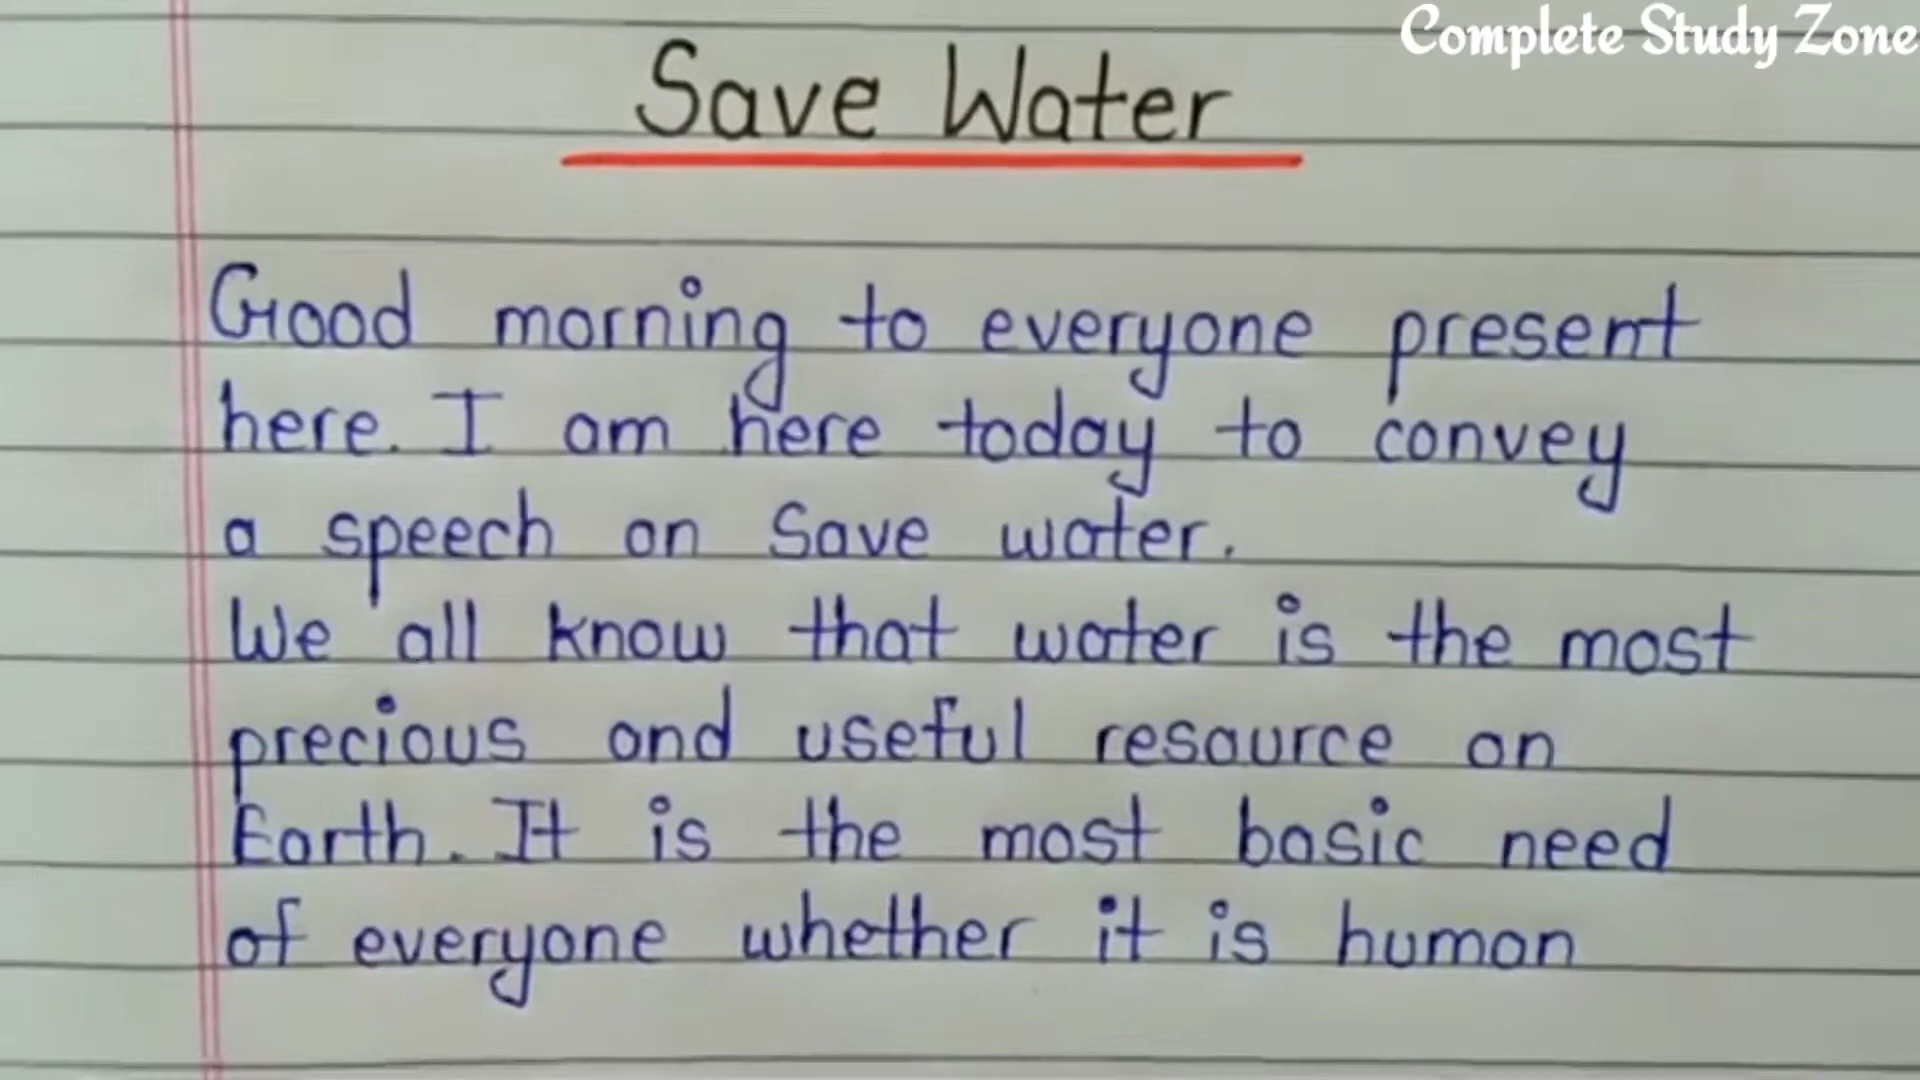 Complete Study Zone
Save Water
Good morning to everyone present
here. I am here today to convey
a speech on Save water.
We all know that water is the most
precious and useful resource on
Earth. It is the most basic need
of everyone whether it is human